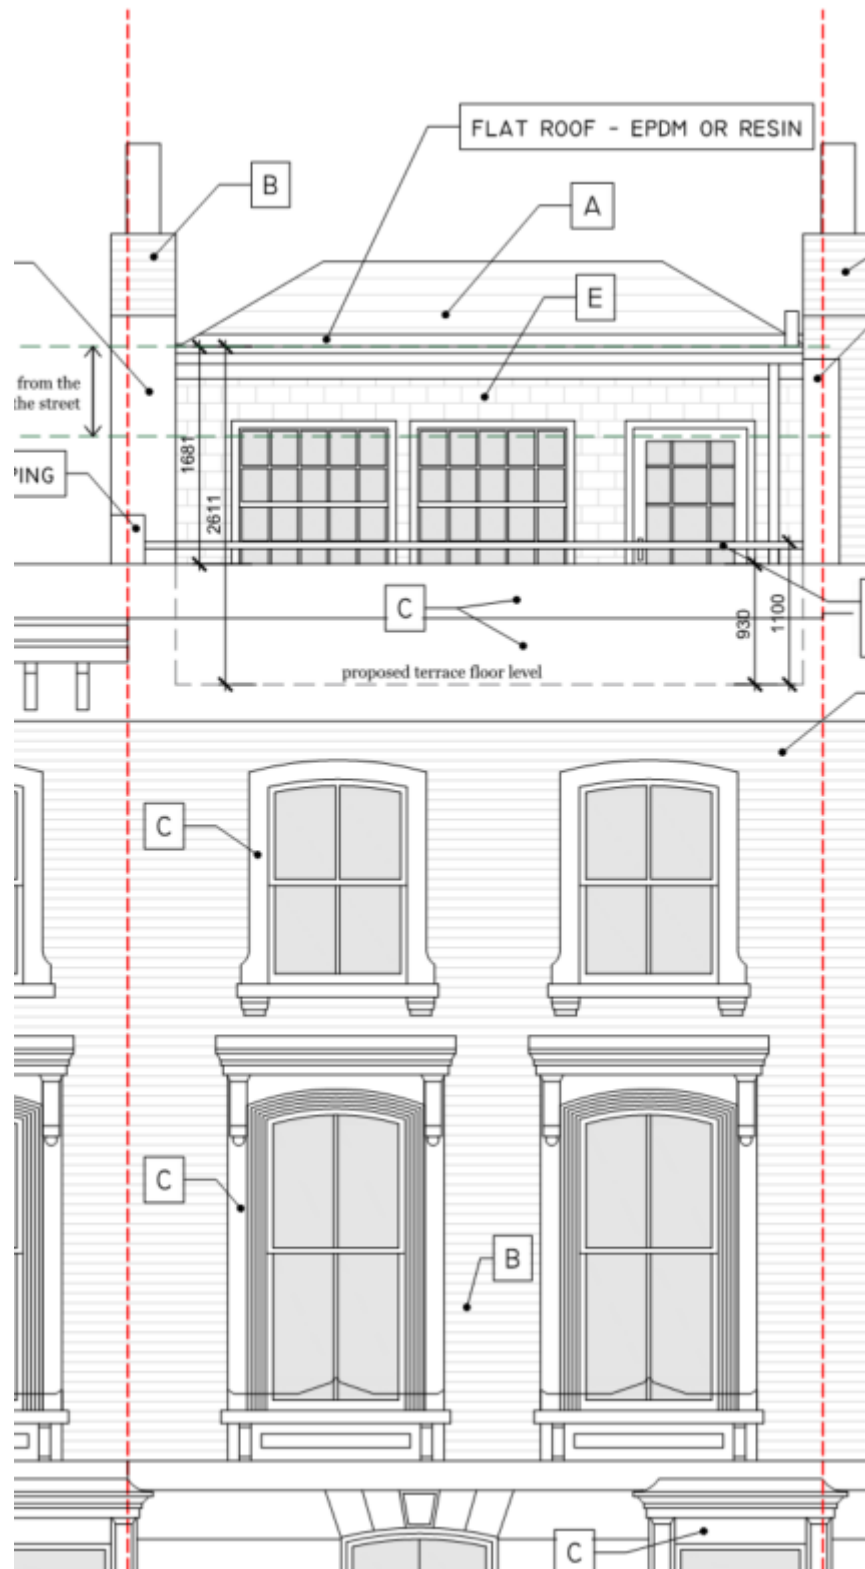 FLAT ROOF - EPDM OR RESIN
B
A
E
from the
the street
1681
PING
2611
C
930
1100
proposed terrace floor level
C
C
B
C